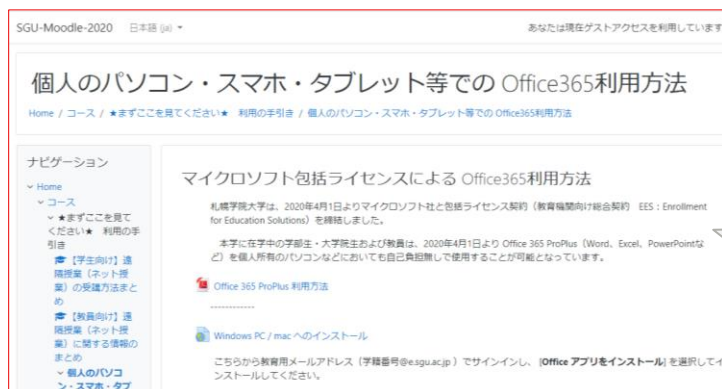 SGU-Moodle-2020 日本語 (ja)
あなたは現在ゲストアクセスを利用しています
個人のパソコン・スマホ・タブレット等での Office365利用方法
Home / コース / ★まずここを見てください★ 利用の手引き / 個人のパソコン・スマホ・タブレット等での Office365利用方法
ナビゲーション
Home
コース
★まずここを見て
ください★ 利用の手
引き
【学生向け】遠
隔授業（ネット授
業）の受講方法まと
め
【教員向け】遠
隔授業（ネット授
業）に関する情報の
まとめ
個人のパソコ
ン・スマホ・タブ
マイクロソフト包括ライセンスによる Office365利用方法
札幌学院大学は、2020年4月1日よりマイクロソフト社と包括ライセンス契約（教育機関向け総合契約 EES：Enrollment
for Education Solutions）を締結しました。
本学に在学中の学部生・大学院生および教員は、2020年4月1日より Office 365 ProPlus（Word、Excel、PowerPointな
ど）を個人所有のパソコンなどにおいても自己負担無しで使用することが可能となっています。
Office 365 ProPlus 利用方法
------------
Windows PC / mac へのインストール
こちらから教育用メールアドレス（学籍番号@e.sgu.ac.jp ）でサインインし、[Office アプリをインストール] を選択してイ
ンストールしてください。